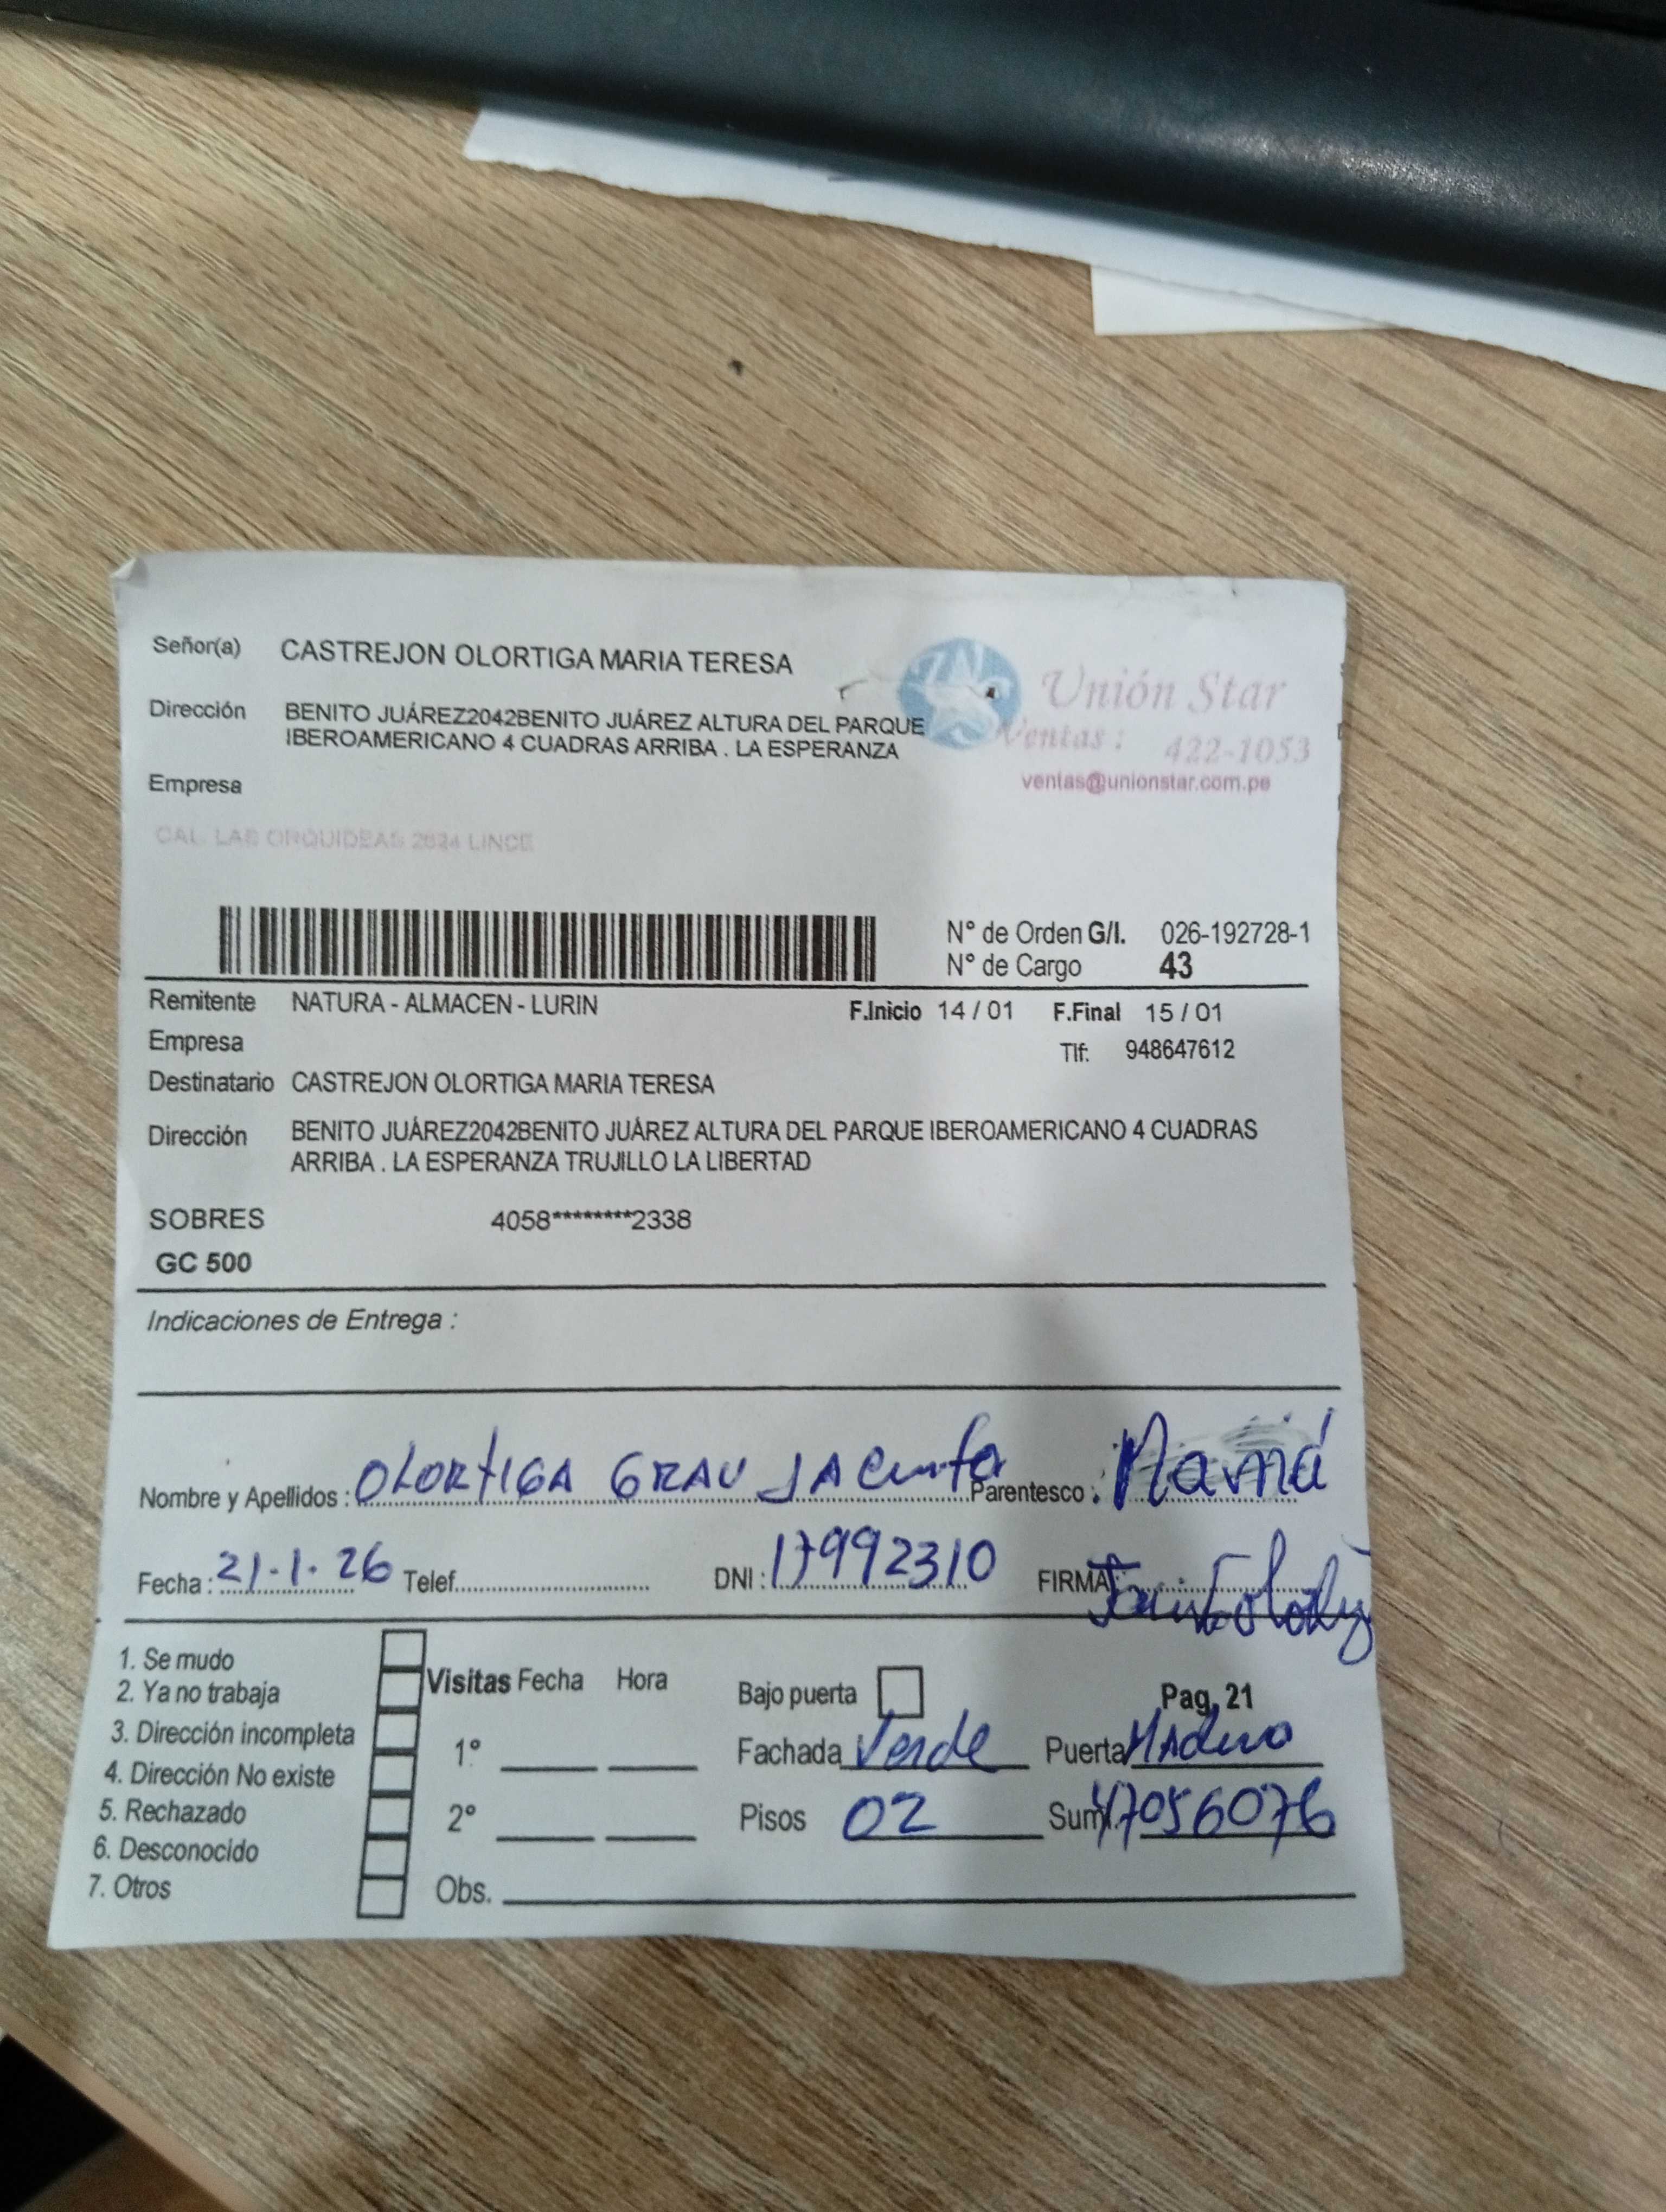 Señor(a) CASTREJON OLORTIGA MARIA TERESA
Unión Star
Dirección BENITO JUÁREZ2042BENITO JUÁREZ ALTURA DEL PARQUE
IBEROAMERICANO 4 CUADRAS ARRIBA . LA ESPERANZA
Ventas : 422-1053
ventas@unionstar.com.pe
Empresa
CAL. LAS ORQUIDEAS 2624 LINCE
N° de Orden G/I. 026-192728-1
N° de Cargo 43
Remitente NATURA - ALMACEN - LURIN F.Inicio 14 / 01 F.Final 15 / 01
Empresa Tlf: 948647612
Destinatario CASTREJON OLORTIGA MARIA TERESA
Dirección BENITO JUÁREZ2042BENITO JUÁREZ ALTURA DEL PARQUE IBEROAMERICANO 4 CUADRAS
ARRIBA . LA ESPERANZA TRUJILLO LA LIBERTAD
SOBRES 4058********2338
GC 500
Indicaciones de Entrega :
Nombre y Apellidos : OLORTIGA GRAU JAcinta Parentesco : Mamá
Fecha : 21.1.26 Telef. DNI : 17992310 FIRMA
1. Se mudo
2. Ya no trabaja
3. Dirección incompleta
4. Dirección No existe
5. Rechazado
6. Desconocido
7. Otros
Visitas Fecha Hora
1°
2°
Obs.
Bajo puerta Pag. 21
Fachada Verde Puerta MAdera
Pisos 02 Sum. 47056076